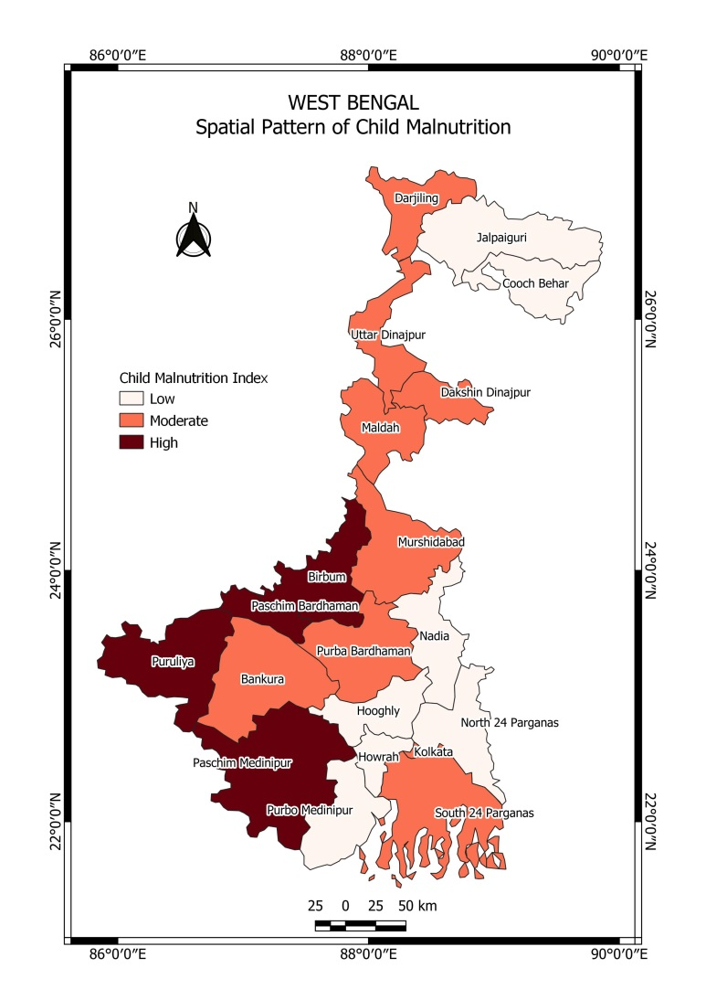 86°0'0"E 88°0'0"E 90°0'0"E
WEST BENGAL
Spatial Pattern of Child Malnutrition
N
Darjiling
Jalpaiguri
Cooch Behar
26°0'0"N 26°0'0"N
Uttar Dinajpur
Child Malnutrition Index
Low
Moderate
High
Dakshin Dinajpur
Maldah
Murshidabad
24°0'0"N 24°0'0"N
Birbum
Paschim Bardhaman
Nadia
Purba Bardhaman
Puruliya
Bankura
Hooghly
North 24 Parganas
Kolkata
Howrah
Paschim Medinipur
Purbo Medinipur
South 24 Parganas
22°0'0"N 22°0'0"N
25 0 25 50 km
86°0'0"E 88°0'0"E 90°0'0"E